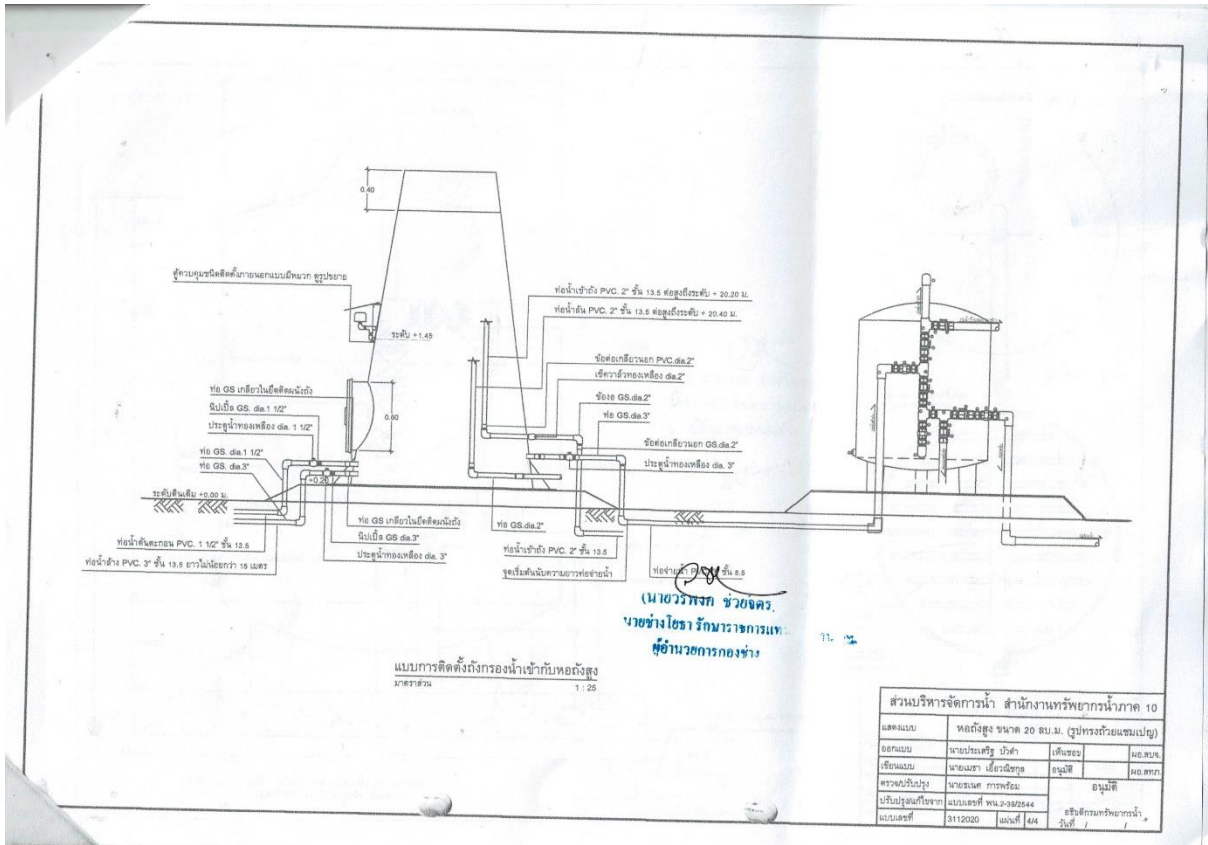 0.40
ตู้ควบคุมชนิดติดตั้งภายนอกแบบมีหมวก ดูรูปขยาย
ระดับ +1.45
ท่อน้ำเข้าถัง PVC. 2" ชั้น 13.5 ต่อสูงถึงระดับ + 20.20 ม.
ท่อน้ำล้น PVC. 2" ชั้น 13.5 ต่อสูงถึงระดับ + 20.40 ม.
ข้อต่อเกลียวนอก PVC.dia.2"
เช็ควาล์วทองเหลือง dia.2"
ข้องอ GS.dia.2"
ท่อ GS.dia.3"
ข้อต่อเกลียวนอก GS.dia.2"
ประตูน้ำทองเหลือง dia. 3"
ท่อ GS เกลียวในยึดติดผนังถัง
นิปเปิ้ล GS. dia.1 1/2"
ประตูน้ำทองเหลือง dia. 1 1/2"
0.60
ท่อ GS. dia.1 1/2"
ท่อ GS. dia.3"
+0.20
ระดับดินเดิม +0.00 ม.
ท่อ GS เกลียวในยึดติดผนังถัง
นิปเปิ้ล GS dia.3"
ประตูน้ำทองเหลือง dia. 3"
ท่อน้ำดันตะกอน PVC. 1 1/2" ชั้น 13.5
ท่อน้ำล้าง PVC. 3" ชั้น 13.5 ยาวไม่น้อยกว่า 15 เมตร
ท่อ GS.dia.2"
ท่อน้ำเข้าถัง PVC. 2" ชั้น 13.5
จุดเริ่มต้นนับความยาวท่อจ่ายน้ำ
ท่อจ่ายน้ำ ชั้น 8.5
นายช่างโยธา รักษาราชการแทน
ผู้อำนวยการกองช่าง
แบบการติดตั้งถังกรองน้ำเข้ากับหอถังสูง
มาตราส่วน 1 : 25
ส่วนบริหารจัดการน้ำ สำนักงานทรัพยากรน้ำภาค 10
แสดงแบบ หอถังสูง ขนาด 20 ลบ.ม. (รูปทรงถ้วยแชมเปญ)
ออกแบบ นายประเสริฐ บัวดำ เห็นชอบ ผอ.สบจ.
เขียนแบบ นายเมธา อนุมัติ ผอ.สทภ.
ตรวจ/ปรับปรุง นายธเนศ การพร้อม อนุมัติ
ปรับปรุงแก้ไขจาก แบบเลขที่ พน.2-39/2544
แบบเลขที่ 3112020 แผ่นที่ 4/4
อธิบดีกรมทรัพยากรน้ำ
วันที่ / /